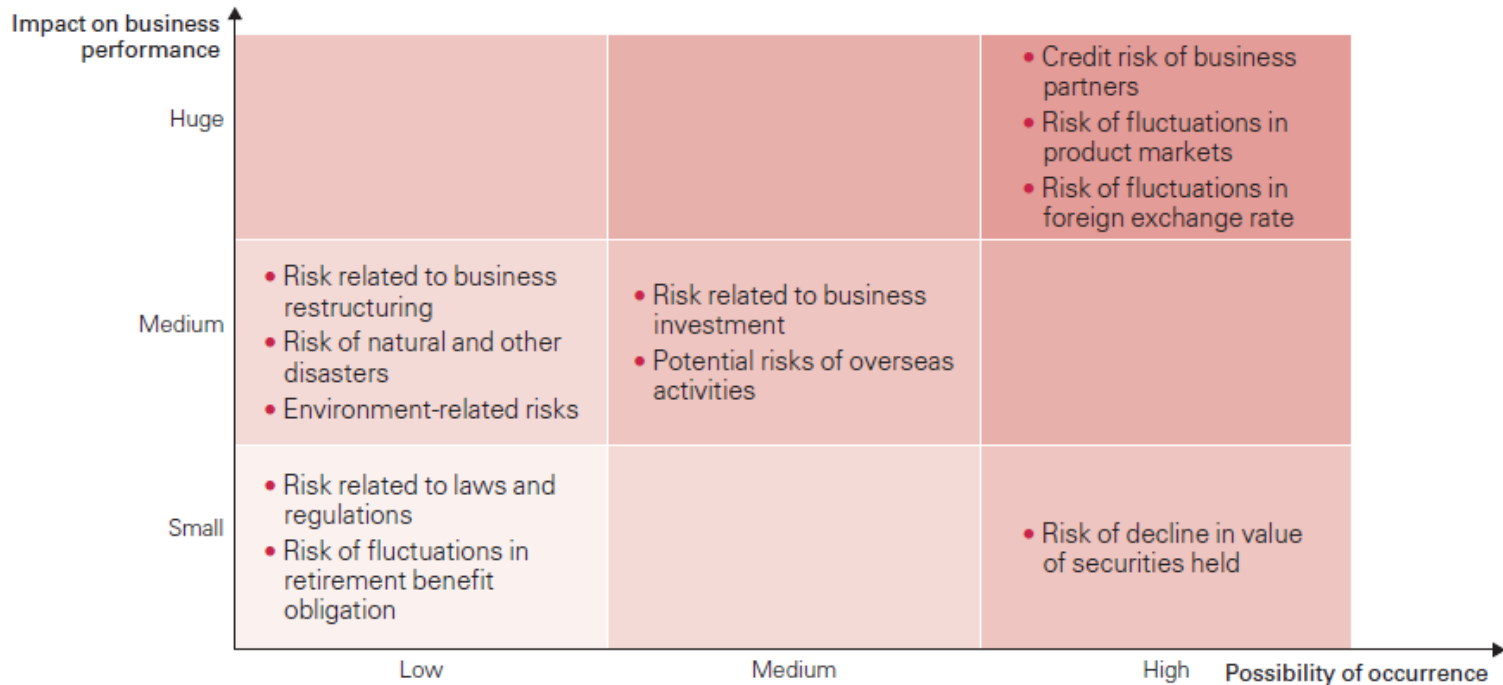 Impact on business
performance
Huge
• Credit risk of business
partners
• Risk of fluctuations in
product markets
• Risk of fluctuations in
foreign exchange rate
Medium
• Risk related to business
restructuring
• Risk of natural and other
disasters
• Environment-related risks
• Risk related to business
investment
• Potential risks of overseas
activities
Small
• Risk related to laws and
regulations
• Risk of fluctuations in
retirement benefit
obligation
• Risk of decline in value
of securities held
Low
Medium
High
Possibility of occurrence